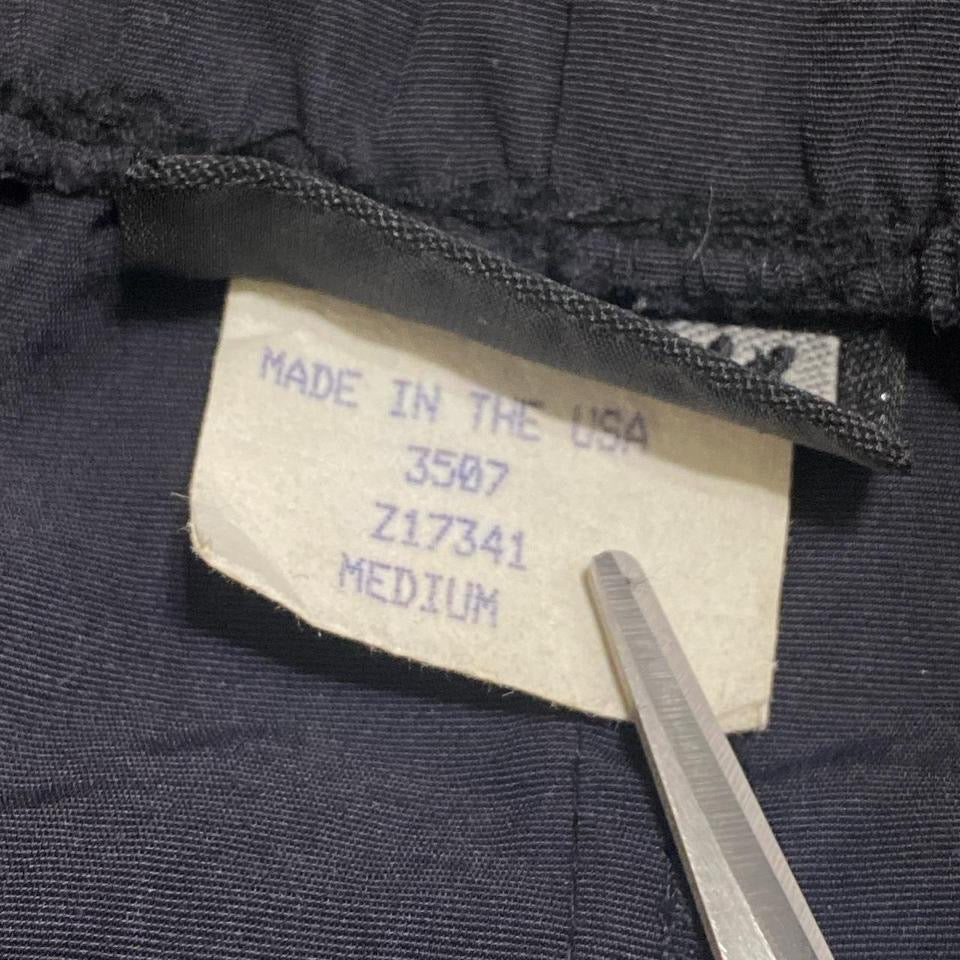 MADE IN THE USA
3507
Z17341
MEDIUM